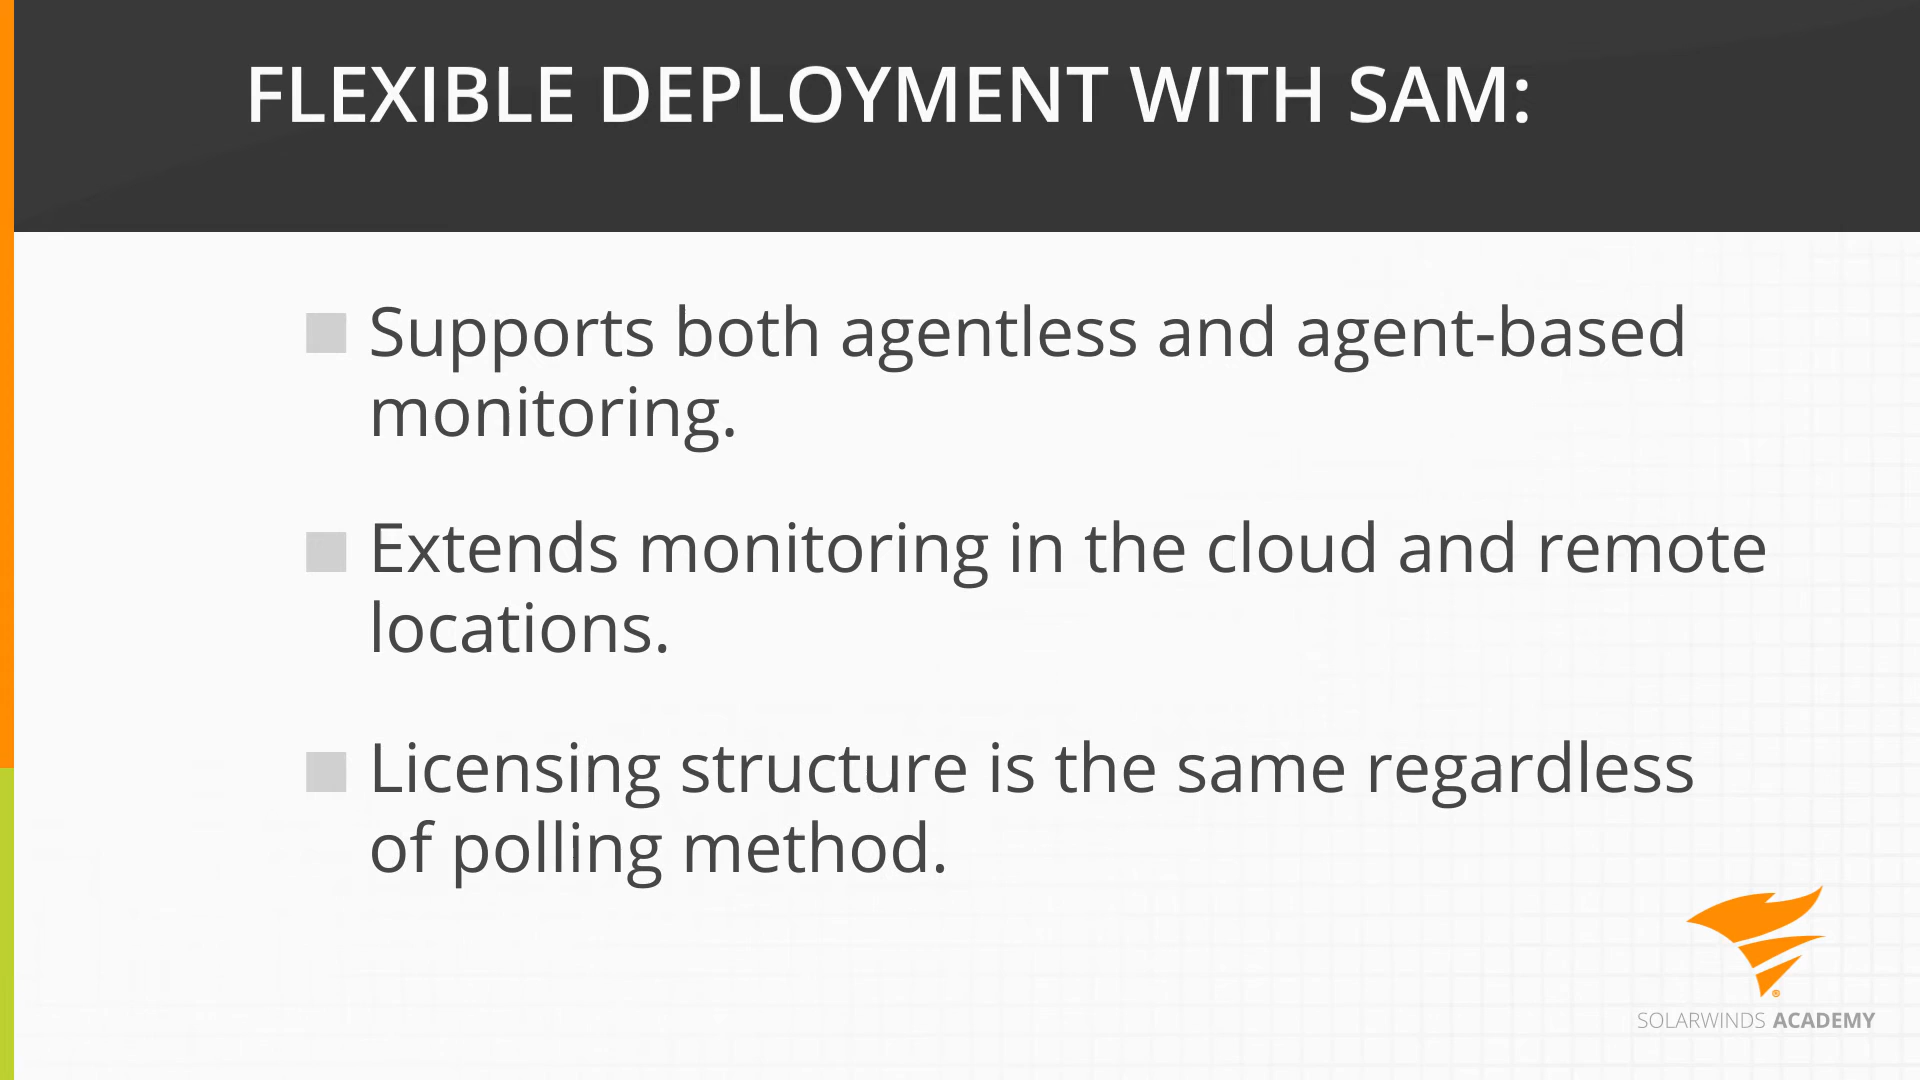 FLEXIBLE DEPLOYMENT WITH SAM:
Supports both agentless and agent-based
monitoring.
Extends monitoring in the cloud and remote
locations.
Licensing structure is the same regardless
of polling method.
®
SOLARWINDS ACADEMY